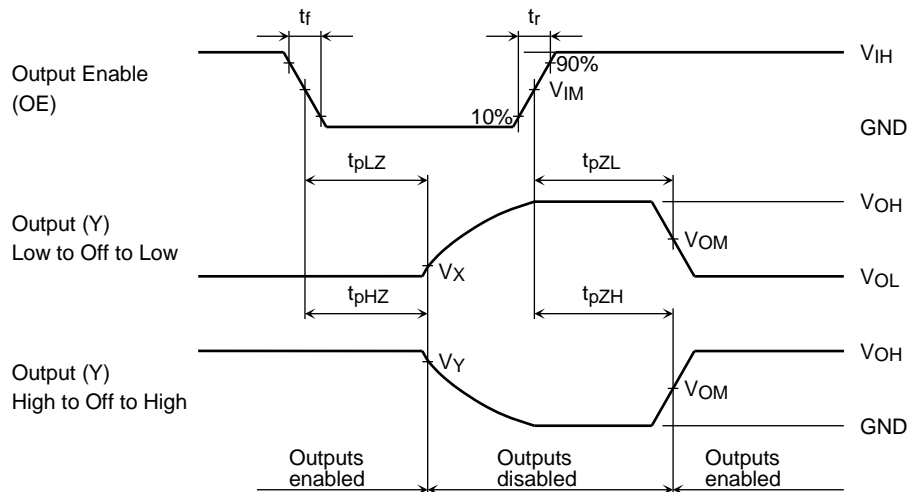 tf
tr
Output Enable
(OE)
VIH
90%
VIM
10%
GND
tpLZ
tpZL
Output (Y)
Low to Off to Low
VOH
VOM
VX
VOL
tpHZ
tpZH
Output (Y)
High to Off to High
VOH
VY
VOM
GND
Outputs
enabled
Outputs
disabled
Outputs
enabled